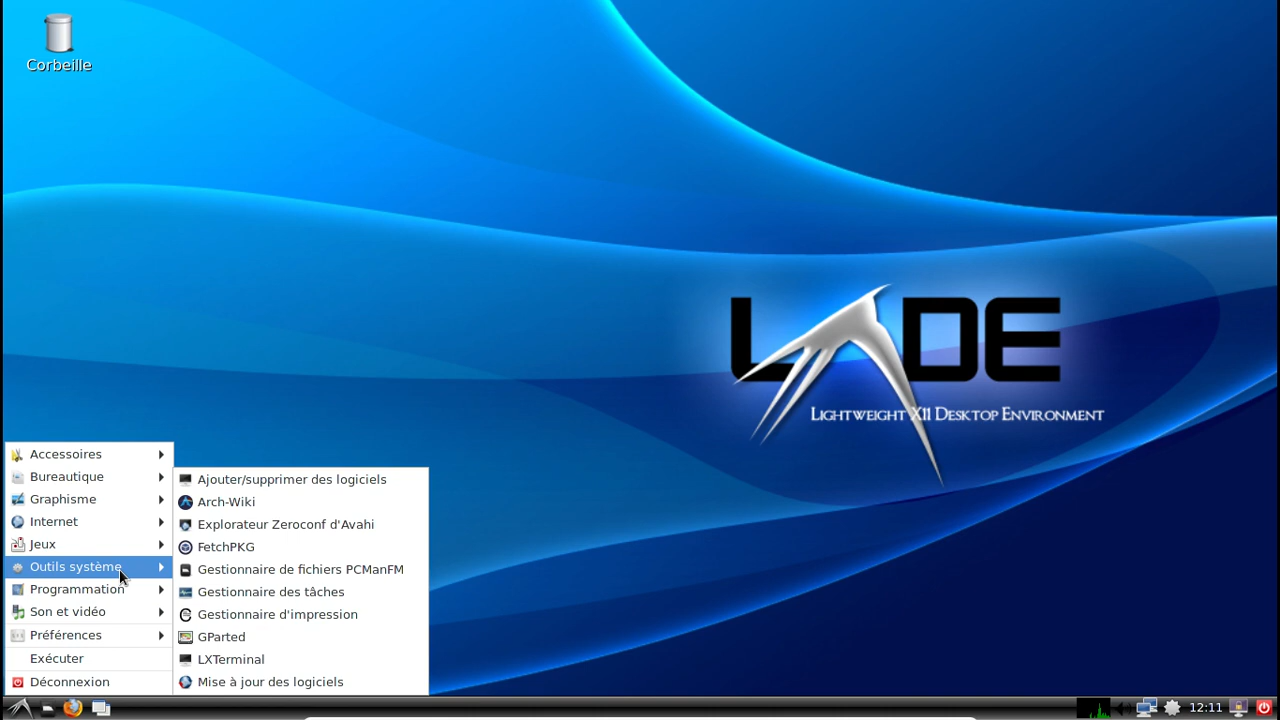 Corbeille
LXDE
Lightweight X11 Desktop Environment
Accessoires
Bureautique
Graphisme
Internet
Jeux
Outils système
Programmation
Son et vidéo
Préférences
Exécuter
Déconnexion
Ajouter/supprimer des logiciels
Arch-Wiki
Explorateur Zeroconf d'Avahi
FetchPKG
Gestionnaire de fichiers PCManFM
Gestionnaire des tâches
Gestionnaire d'impression
GParted
LXTerminal
Mise à jour des logiciels
12:11